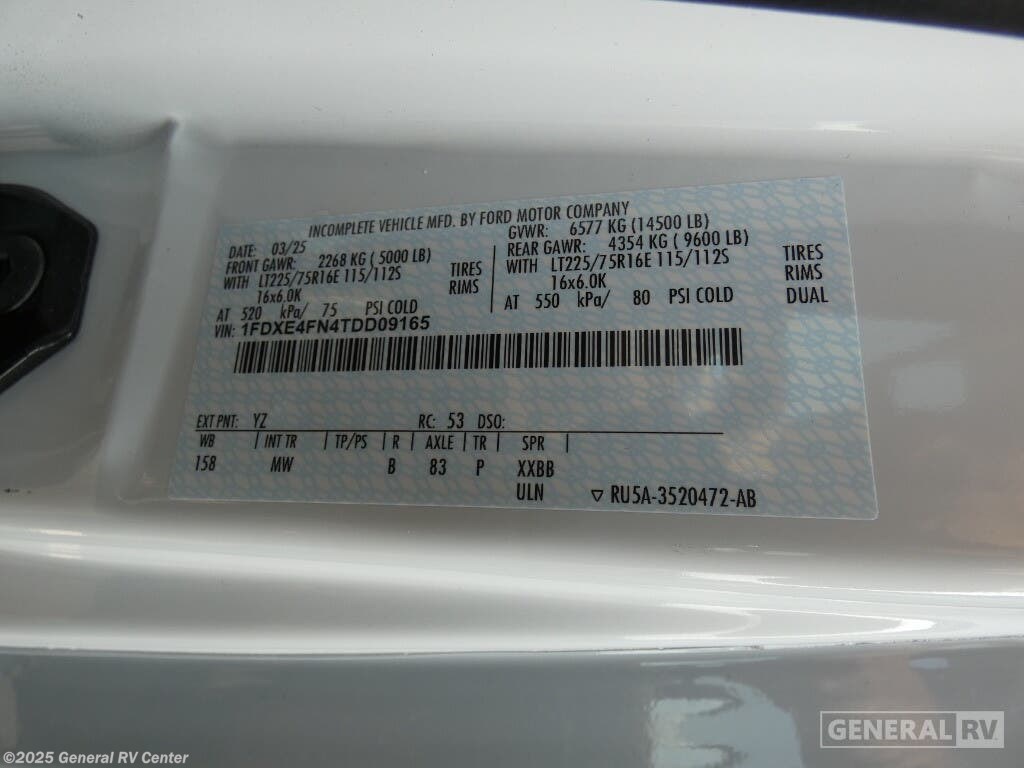 INCOMPLETE VEHICLE MFD. BY FORD MOTOR COMPANY
DATE: 03/25 GVWR: 6577 KG (14500 LB)
FRONT GAWR: 2268 KG ( 5000 LB) REAR GAWR: 4354 KG ( 9600 LB)
WITH LT225/75R16E 115/112S TIRES WITH LT225/75R16E 115/112S TIRES
16x6.0K RIMS 16x6.0K RIMS
AT 520 kPa/ 75 PSI COLD AT 550 kPa/ 80 PSI COLD DUAL
VIN: 1FDXE4FN4TDD09165
EXT PNT: YZ RC: 53 DSO:
WB INT TR TP/PS R AXLE TR SPR
158 MW B 83 P XXBB
ULN ▽ RU5A-3520472-AB
GENERAL RV
©2025 General RV Center